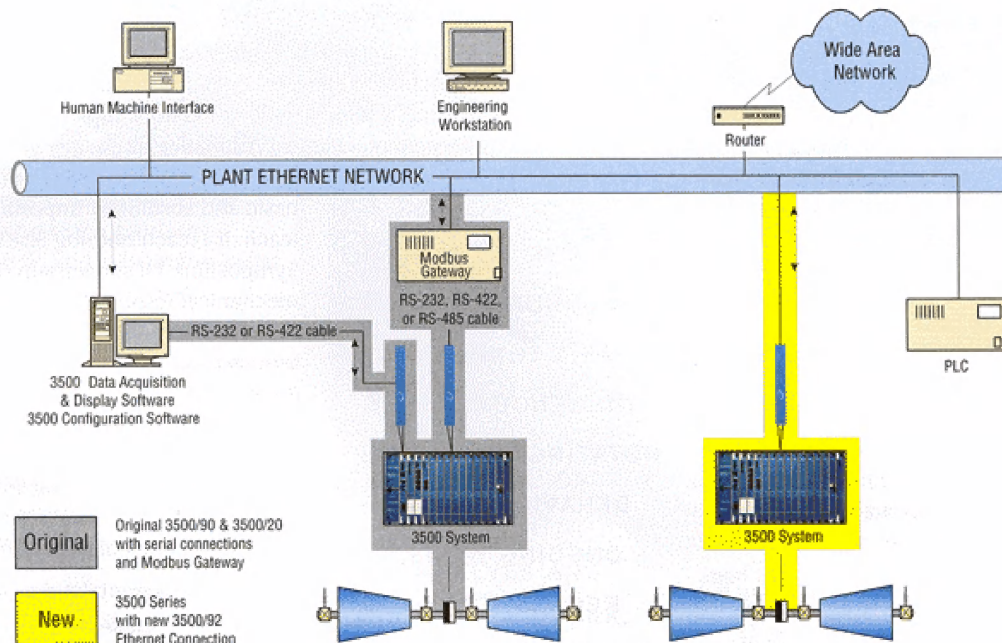 Human Machine Interface
Engineering
Workstation
Wide Area
Network
Router
PLANT ETHERNET NETWORK
Modbus
Gateway
RS-232, RS-422,
or RS-485 cable
RS-232 or RS-422 cable
3500 Data Acquisition
& Display Software
3500 Configuration Software
PLC
3500 System
3500 System
Original
Original 3500/90 & 3500/20
with serial connections
and Modbus Gateway
New
3500 Series
with new 3500/92
Ethernet Connection